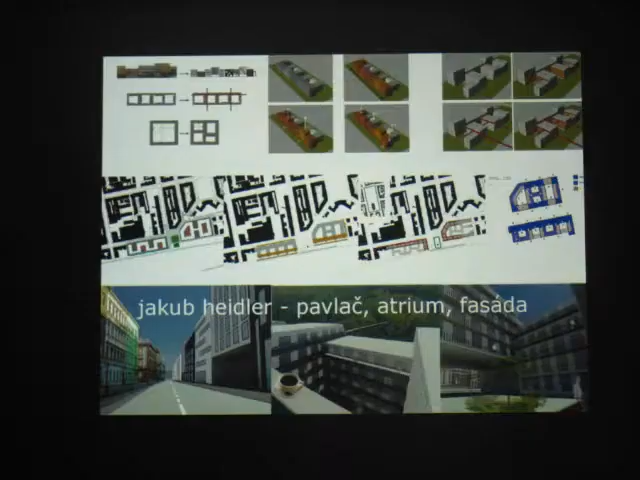 jakub heidler - pavlač, atrium, fasáda